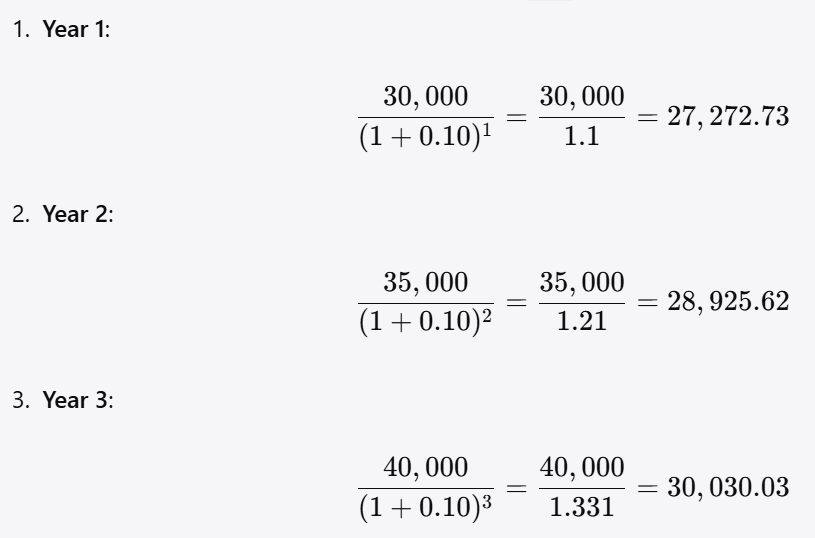 1. Year 1:
30,000 / (1 + 0.10)^1 = 30,000 / 1.1 = 27,272.73
2. Year 2:
35,000 / (1 + 0.10)^2 = 35,000 / 1.21 = 28,925.62
3. Year 3:
40,000 / (1 + 0.10)^3 = 40,000 / 1.331 = 30,030.03